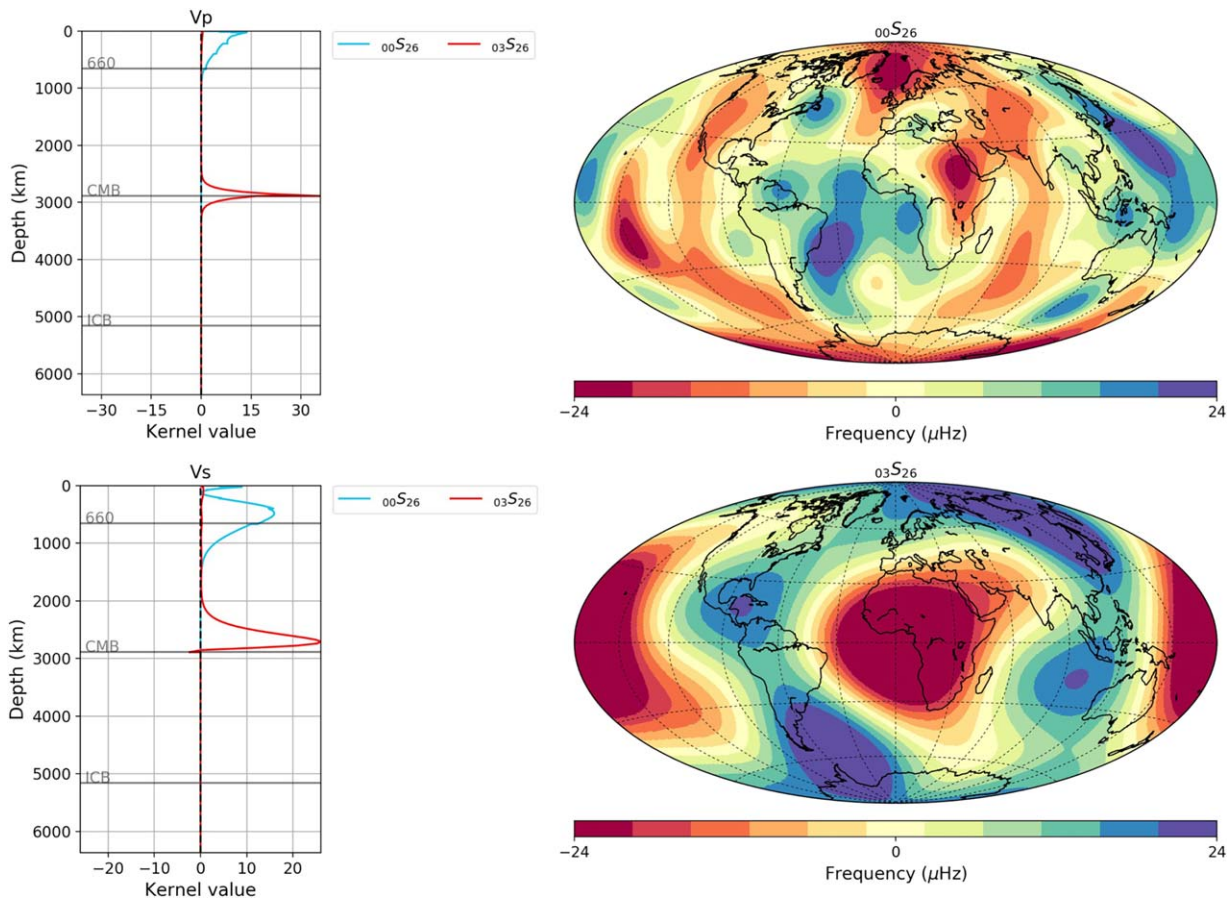 Vp
0
1000
2000
3000
4000
5000
6000
Depth (km)
660
CMB
ICB
−30 −15 0 15 30
Kernel value
₀₀S₂₆ ₀₃S₂₆
₀₀S₂₆
−24 0 24
Frequency (μHz)
Vs
0
1000
2000
3000
4000
5000
6000
Depth (km)
660
CMB
ICB
−20 −10 0 10 20
Kernel value
₀₀S₂₆ ₀₃S₂₆
₀₃S₂₆
−24 0 24
Frequency (μHz)